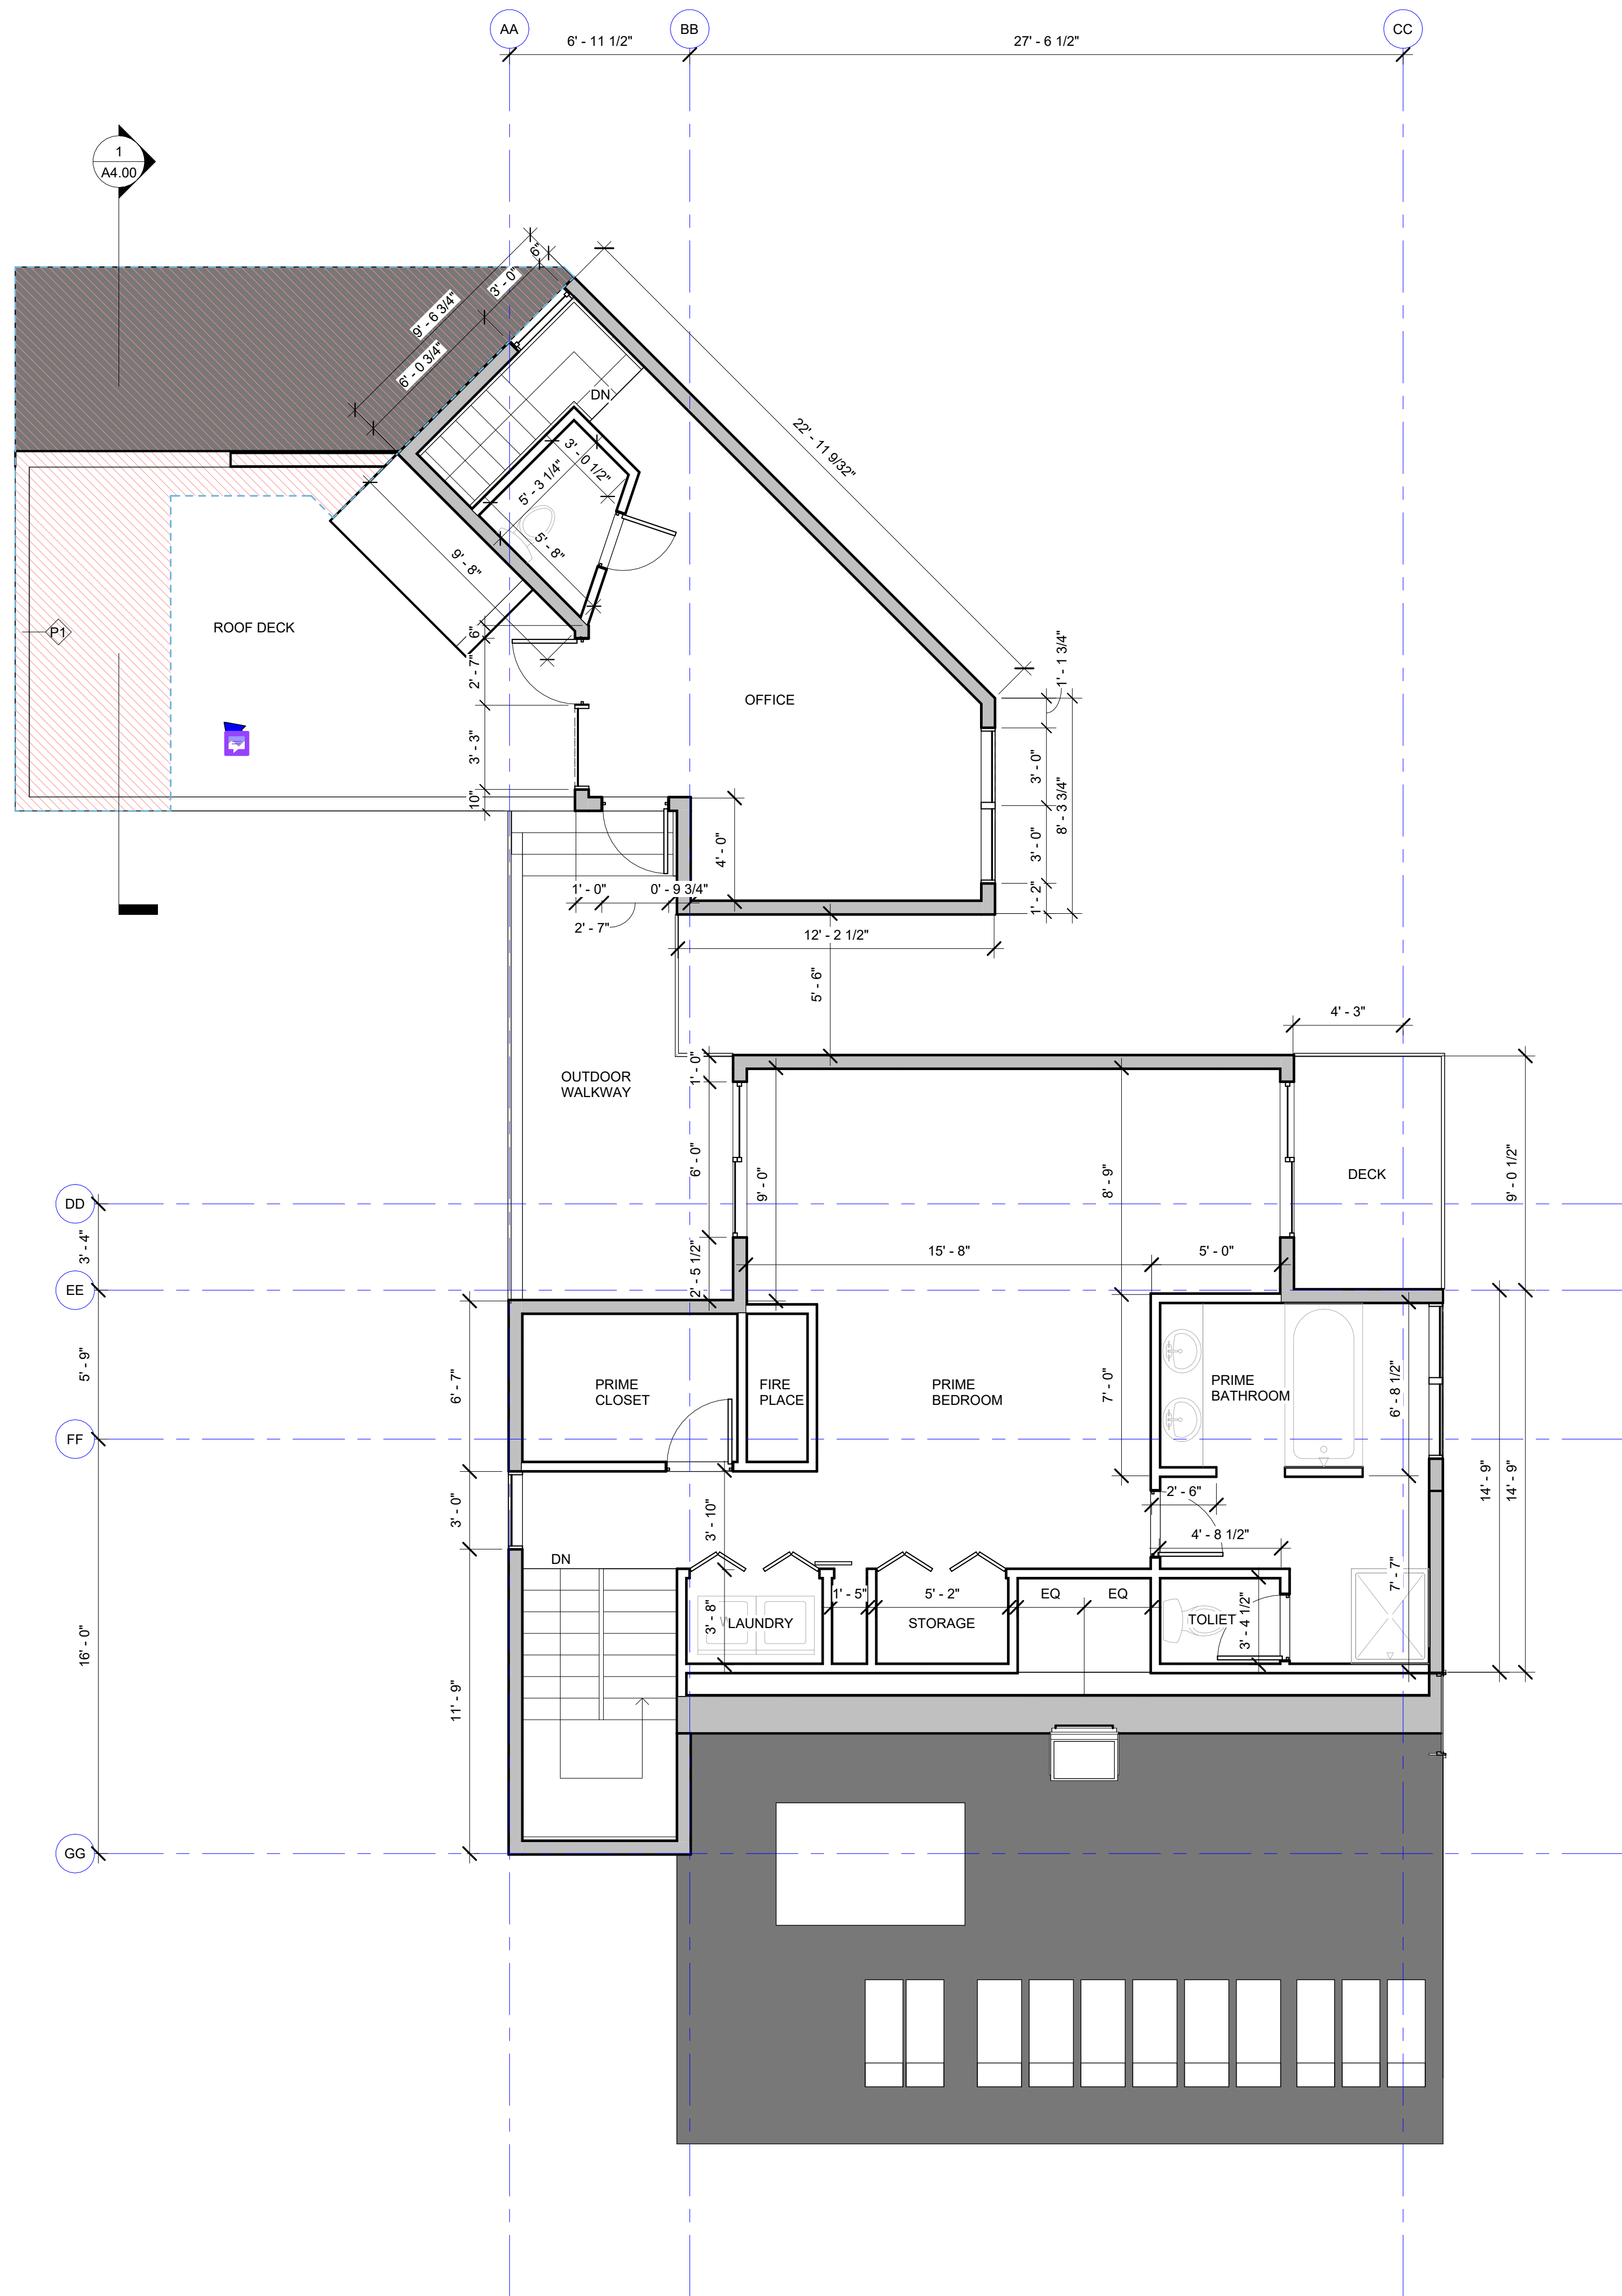 AA
BB
CC
6' - 11 1/2"
27' - 6 1/2"
1
A4.00
6"
3' - 0"
9' - 6 3/4"
6' - 0 3/4"
DN
22' - 11 9/32"
3' - 0 1/2"
5' - 3 1/4"
5' - 8"
9' - 8"
P1
ROOF DECK
6"
2' - 7"
3' - 3"
10"
OFFICE
1' - 1 3/4"
3' - 0"
8' - 3 3/4"
3' - 0"
1' - 2"
4' - 0"
1' - 0"
0' - 9 3/4"
2' - 7"
12' - 2 1/2"
5' - 6"
4' - 3"
OUTDOOR
WALKWAY
1' - 0"
6' - 0"
9' - 0"
8' - 9"
DECK
9' - 0 1/2"
DD
3' - 4"
2' - 5 1/2"
15' - 8"
5' - 0"
EE
5' - 9"
6' - 7"
PRIME
CLOSET
FIRE
PLACE
PRIME
BEDROOM
7' - 0"
PRIME
BATHROOM
6' - 8 1/2"
FF
3' - 0"
3' - 10"
2' - 6"
14' - 9"
14' - 9"
4' - 8 1/2"
DN
16' - 0"
11' - 9"
3' - 8"
W
LAUNDRY
1' - 5"
5' - 2"
STORAGE
EQ
EQ
TOLIET
3' - 4 1/2"
7' - 7"
GG